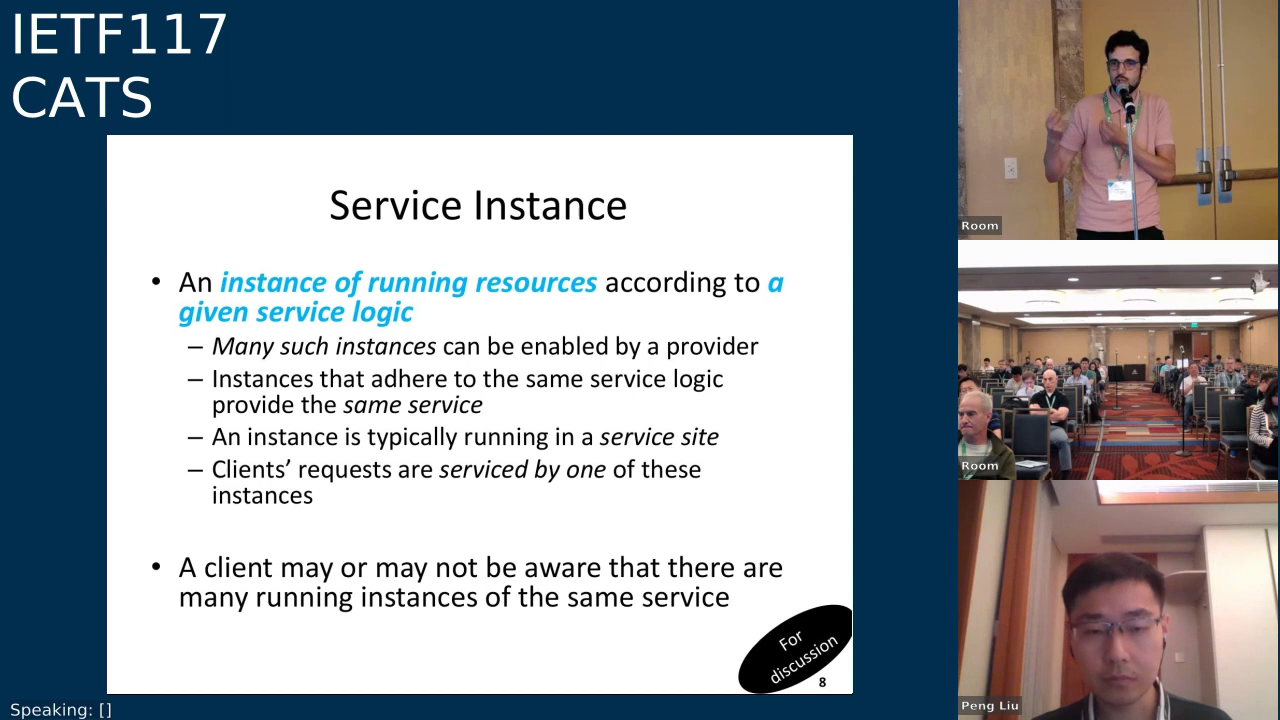 IETF117
CATS
Service Instance
• An instance of running resources according to a
given service logic
– Many such instances can be enabled by a provider
– Instances that adhere to the same service logic
provide the same service
– An instance is typically running in a service site
– Clients’ requests are serviced by one of these
instances
• A client may or may not be aware that there are
many running instances of the same service
For
discussion
8
Speaking: []
Room
Room
Peng Liu